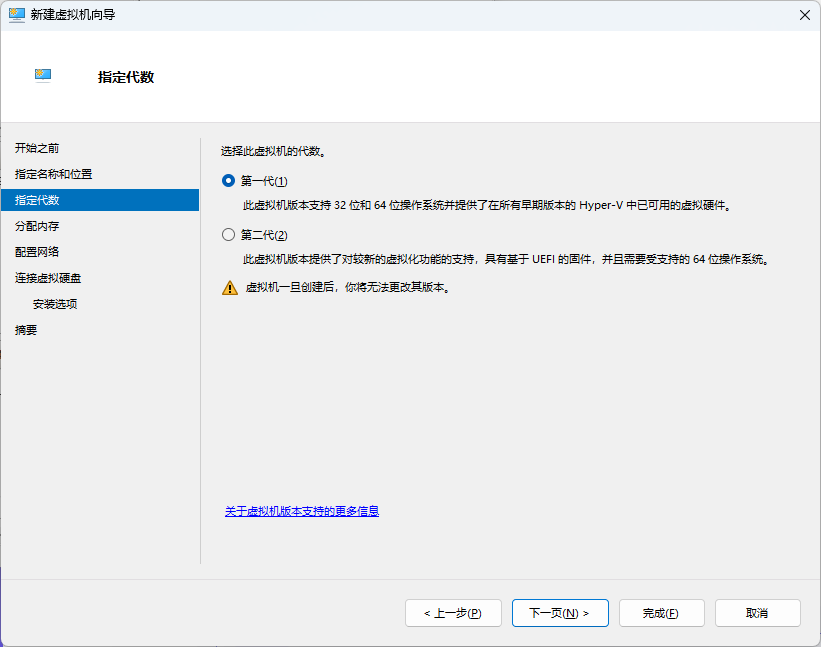 新建虚拟机向导
指定代数
开始之前
指定名称和位置
指定代数
分配内存
配置网络
连接虚拟硬盘
安装选项
摘要
选择此虚拟机的代数。
第一代(1)
此虚拟机版本支持 32 位和 64 位操作系统并提供了在所有早期版本的 Hyper-V 中已可用的虚拟硬件。
第二代(2)
此虚拟机版本提供了对较新的虚拟化功能的支持，具有基于 UEFI 的固件，并且需要受支持的 64 位操作系统。
虚拟机一旦创建后，你将无法更改其版本。
关于虚拟机版本支持的更多信息
< 上一步(P)
下一页(N) >
完成(F)
取消